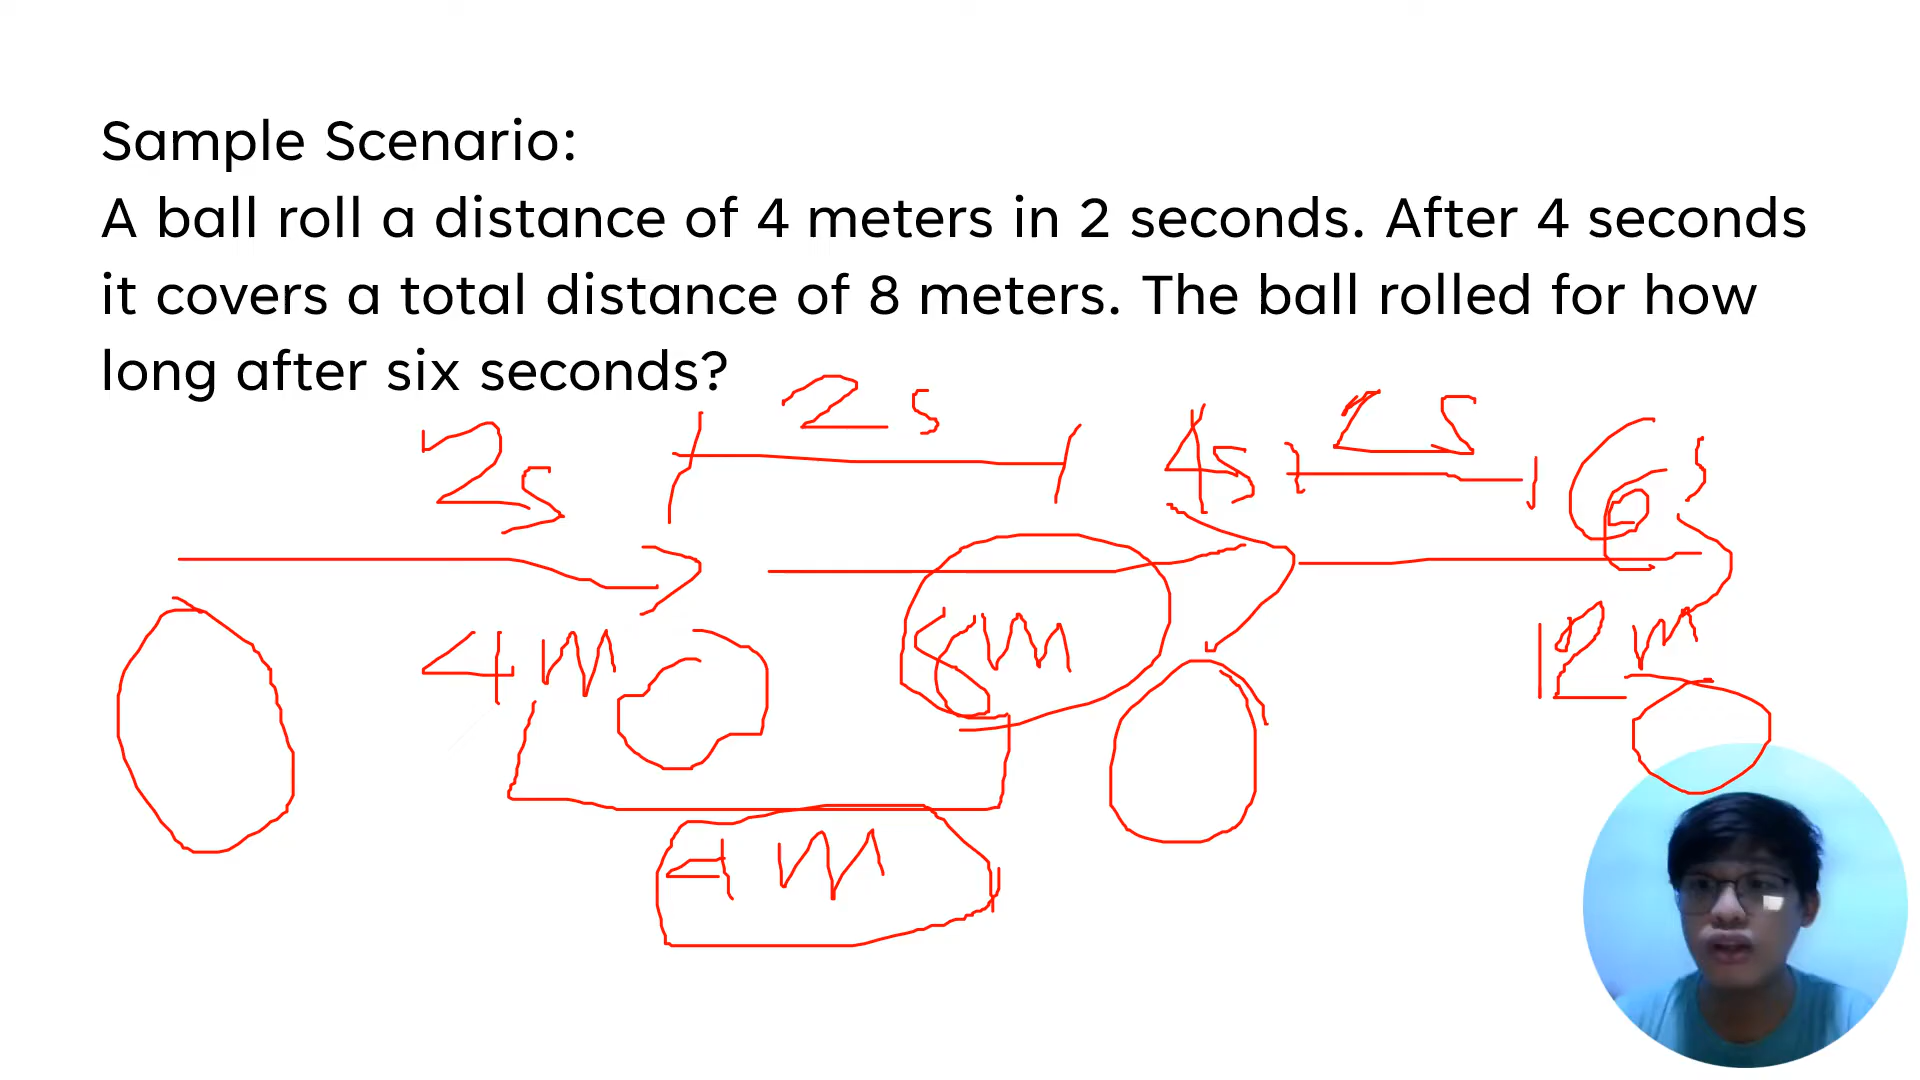 Sample Scenario:
A ball roll a distance of 4 meters in 2 seconds. After 4 seconds
it covers a total distance of 8 meters. The ball rolled for how
long after six seconds?
2s
2s
4s
2s
6s
4m
8m
12m
4m